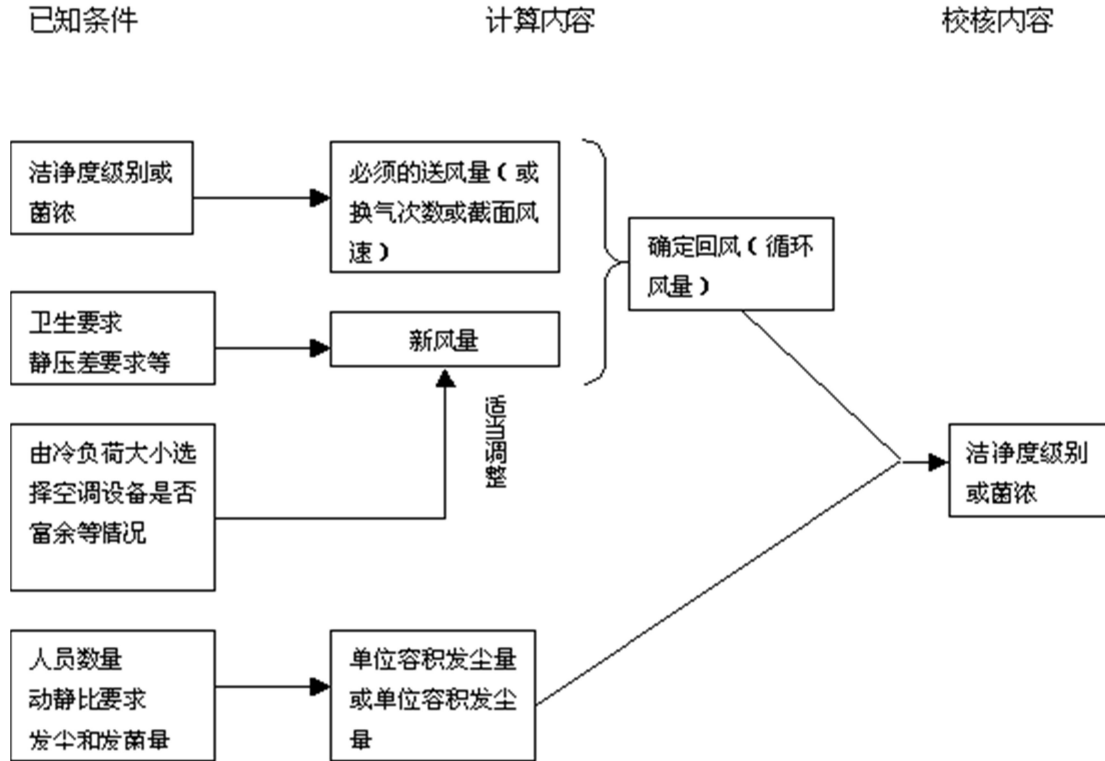 已知条件
计算内容
校核内容
洁净度级别或
菌浓
必须的送风量（或
换气次数或截面风
速）
确定回风（循环
风量）
卫生要求
静压差要求等
新风量
适当调整
由冷负荷大小选
择空调设备是否
富余等情况
洁净度级别
或菌浓
人员数量
动静比要求
发尘和发菌量
单位容积发尘量
或单位容积发尘
量